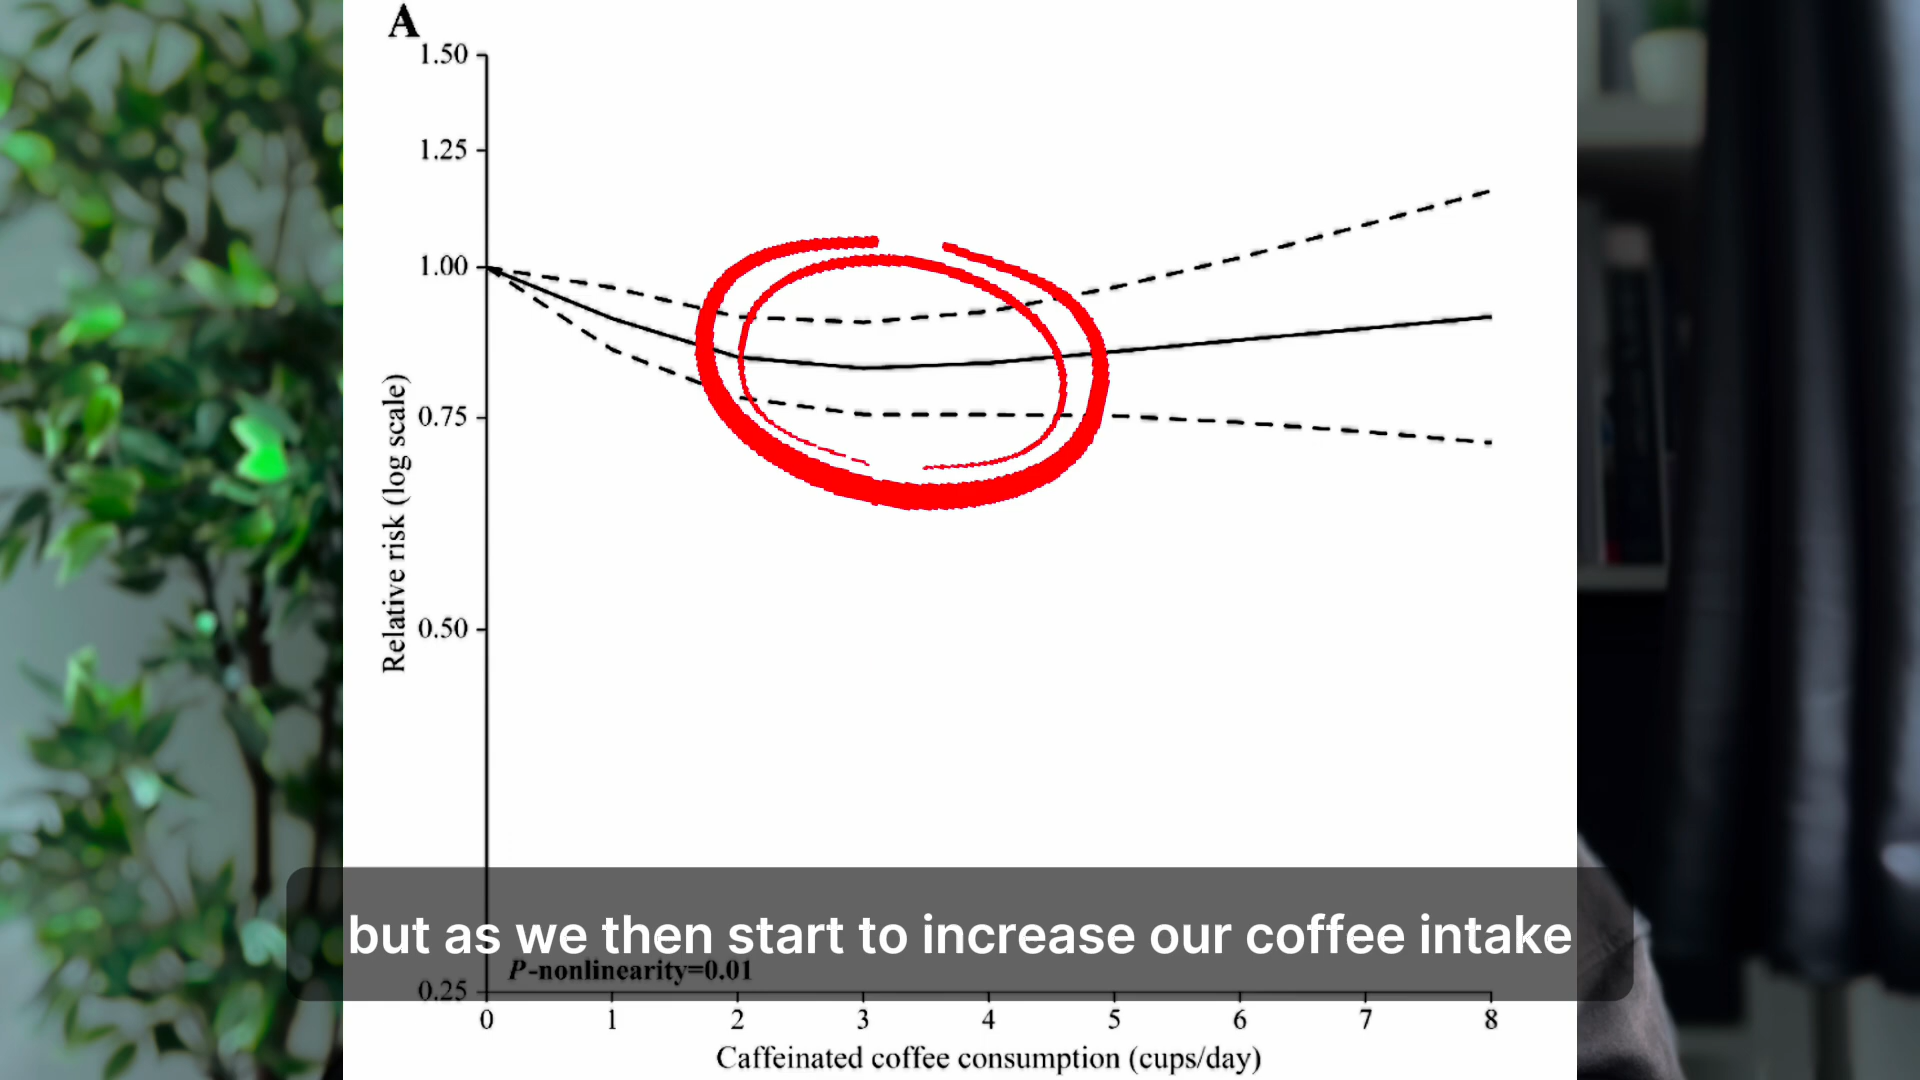 A
1.50
1.25
1.00
0.75
0.50
0.25
Relative risk (log scale)
but as we then start to increase our coffee intake
P-nonlinearity=0.01
0 1 2 3 4 5 6 7 8
Caffeinated coffee consumption (cups/day)